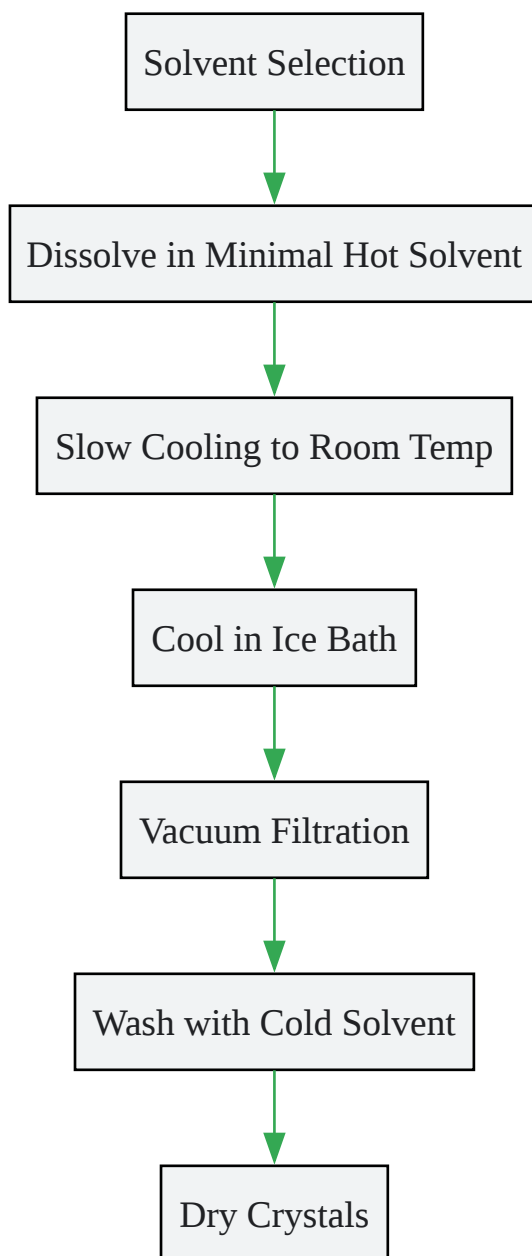 Solvent Selection
Dissolve in Minimal Hot Solvent
Slow Cooling to Room Temp
Cool in Ice Bath
Vacuum Filtration
Wash with Cold Solvent
Dry Crystals